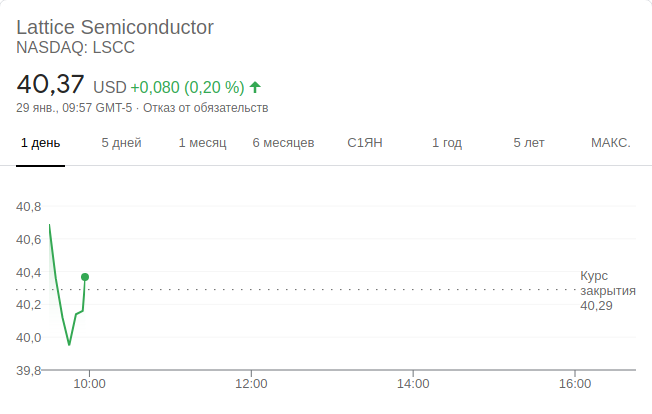 Lattice Semiconductor
NASDAQ: LSCC
40,37 USD +0,080 (0,20 %)
29 янв., 09:57 GMT-5 · Отказ от обязательств
1 день 5 дней 1 месяц 6 месяцев С1ЯН 1 год 5 лет МАКС.
40,8
40,6
40,4
40,2
40,0
39,8
Курс
закрытия
40,29
10:00 12:00 14:00 16:00